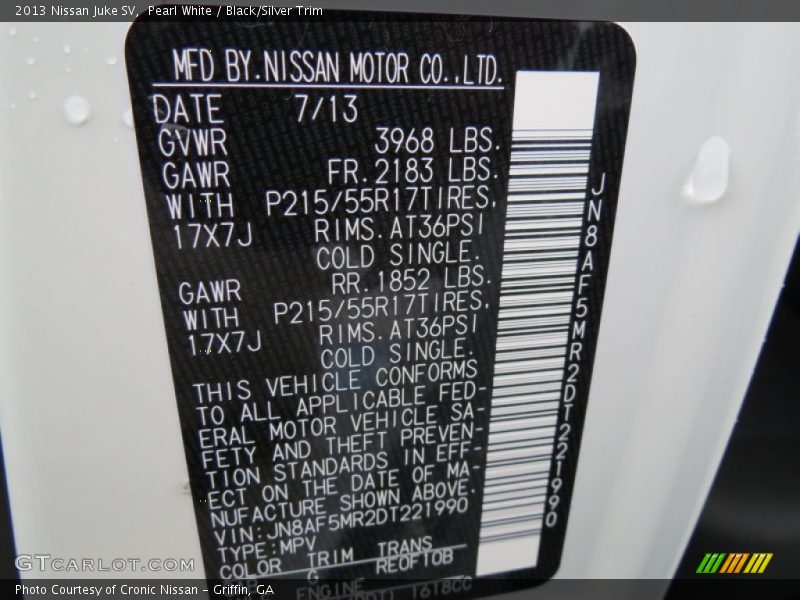 2013 Nissan Juke SV,  Pearl White / Black/Silver Trim
MFD BY.NISSAN MOTOR CO.,LTD.
DATE 7/13
GVWR 3968 LBS.
GAWR FR.2183 LBS.
WITH P215/55R17TIRES,
17X7J RIMS.AT36PSI
COLD SINGLE.
GAWR RR.1852 LBS.
WITH P215/55R17TIRES.
17X7J RIMS.AT36PSI
COLD SINGLE.
THIS VEHICLE CONFORMS
TO ALL APPLICABLE FED-
ERAL MOTOR VEHICLE SA-
FETY AND THEFT PREVEN-
TION STANDARDS IN EFF-
ECT ON THE DATE OF MA-
NUFACTURE SHOWN ABOVE.
VIN:JN8AF5MR2DT221990
TYPE:MPV
COLOR TRIM TRANS
G RE0F10B
ENGINE
1618CC
JN8AF5MR2DT221990
GTCARLOT.COM
Photo Courtesy of Cronic Nissan – Griffin, GA